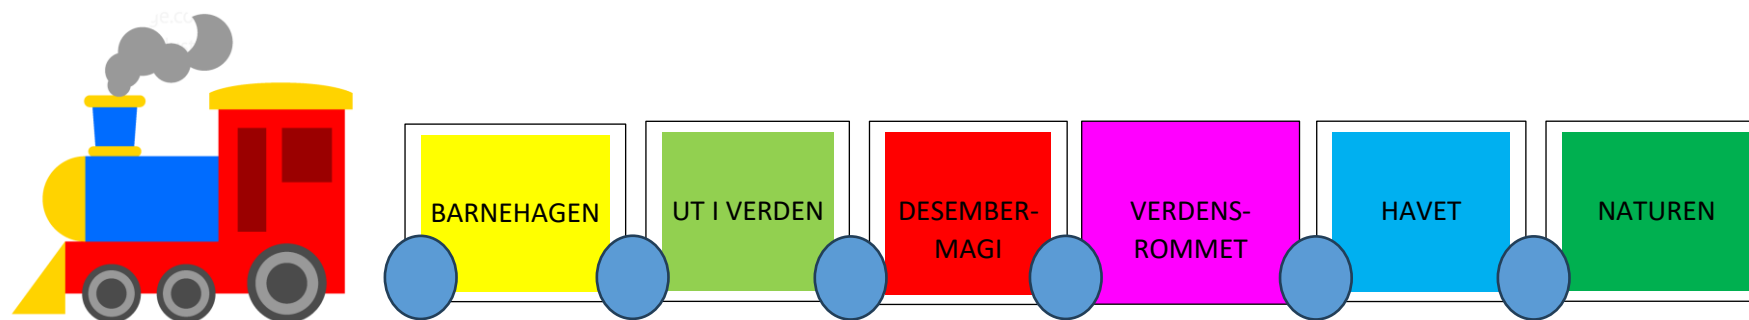 BARNEHAGEN
UT I VERDEN
DESEMBER-
MAGI
VERDENS-
ROMMET
HAVET
NATUREN